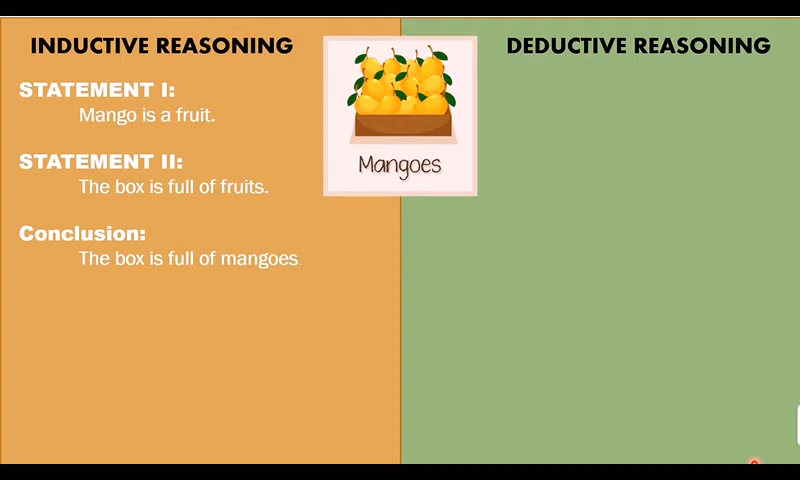 INDUCTIVE REASONING
STATEMENT I:
Mango is a fruit.
STATEMENT II:
The box is full of fruits.
Conclusion:
The box is full of mangoes.
Mangoes
DEDUCTIVE REASONING